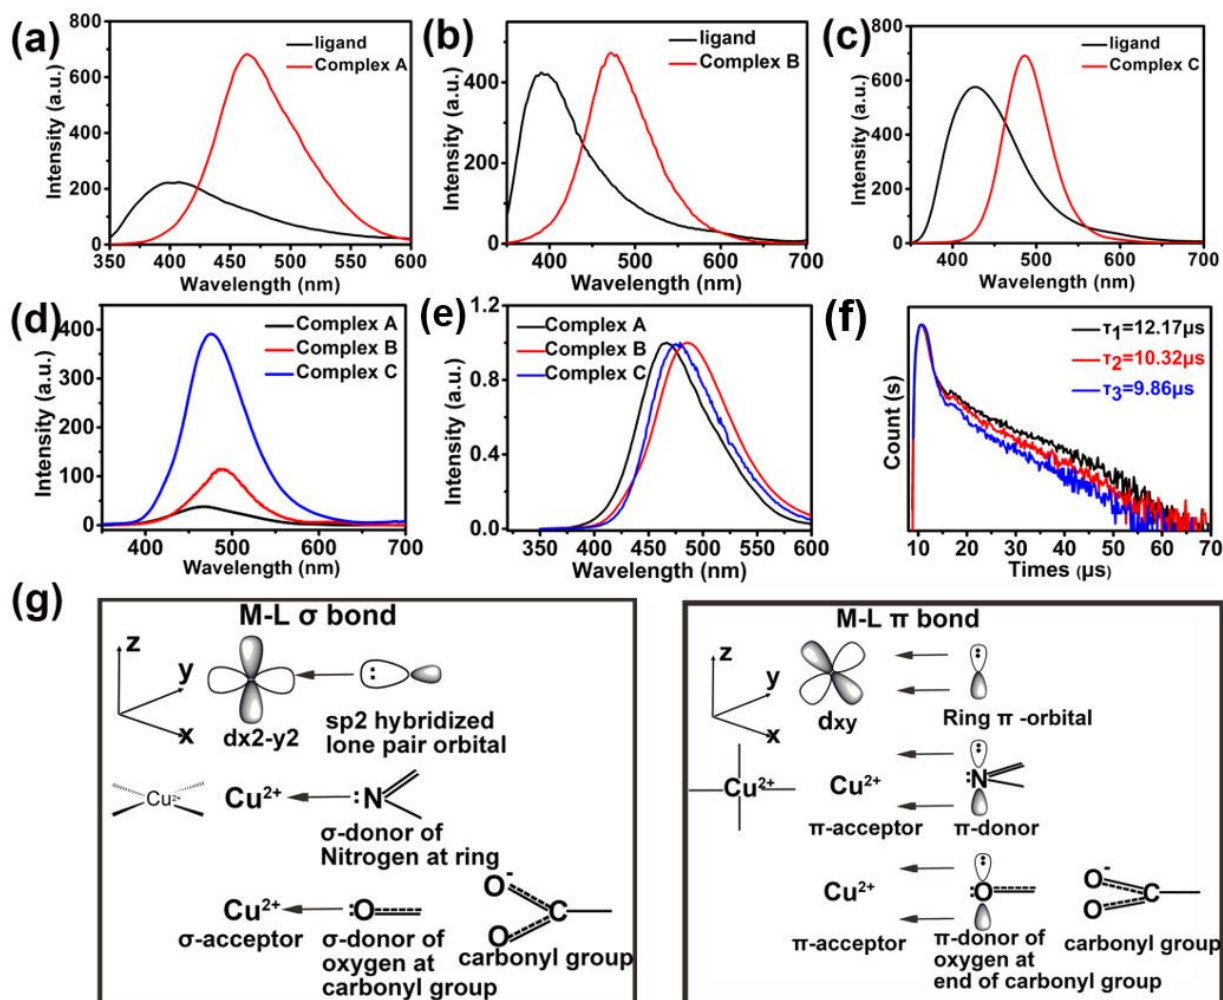 (a)
800
600
400
200
0
Intensity (a.u.)
ligand
Complex A
350 400 450 500 550 600
Wavelength (nm)
(b)
400
200
0
Intensity (a.u.)
ligand
Complex B
400 500 600 700
Wavelength (nm)
(c)
800
600
400
200
0
Intensity (a.u.)
ligand
Complex C
400 500 600 700
Wavelength (nm)
(d)
400
300
200
100
0
Intensity (a.u.)
Complex A
Complex B
Complex C
400 500 600 700
Wavelength (nm)
(e)
1.2
0.8
0.4
0.0
Intensity (a.u.)
Complex A
Complex B
Complex C
350 400 450 500 550 600
Wavelength (nm)
(f)
Count (s)
τ1=12.17µs
τ2=10.32µs
τ3=9.86µs
10 20 30 40 50 60 70
Times (µs)
(g)
M-L σ bond
z
y
x
dx2-y2
sp2 hybridized
lone pair orbital
Cu2+
Cu2+
:N
σ-donor of
Nitrogen at ring
Cu2+
σ-acceptor
:O
σ-donor of
oxygen at
carbonyl group
O-
C
O
carbonyl group
M-L π bond
z
y
x
dxy
Ring π -orbital
Cu2+
Cu2+
π-acceptor
:N
π-donor
Cu2+
π-acceptor
:O
π-donor of
oxygen at
end of carbonyl group
O-
C
O
carbonyl group